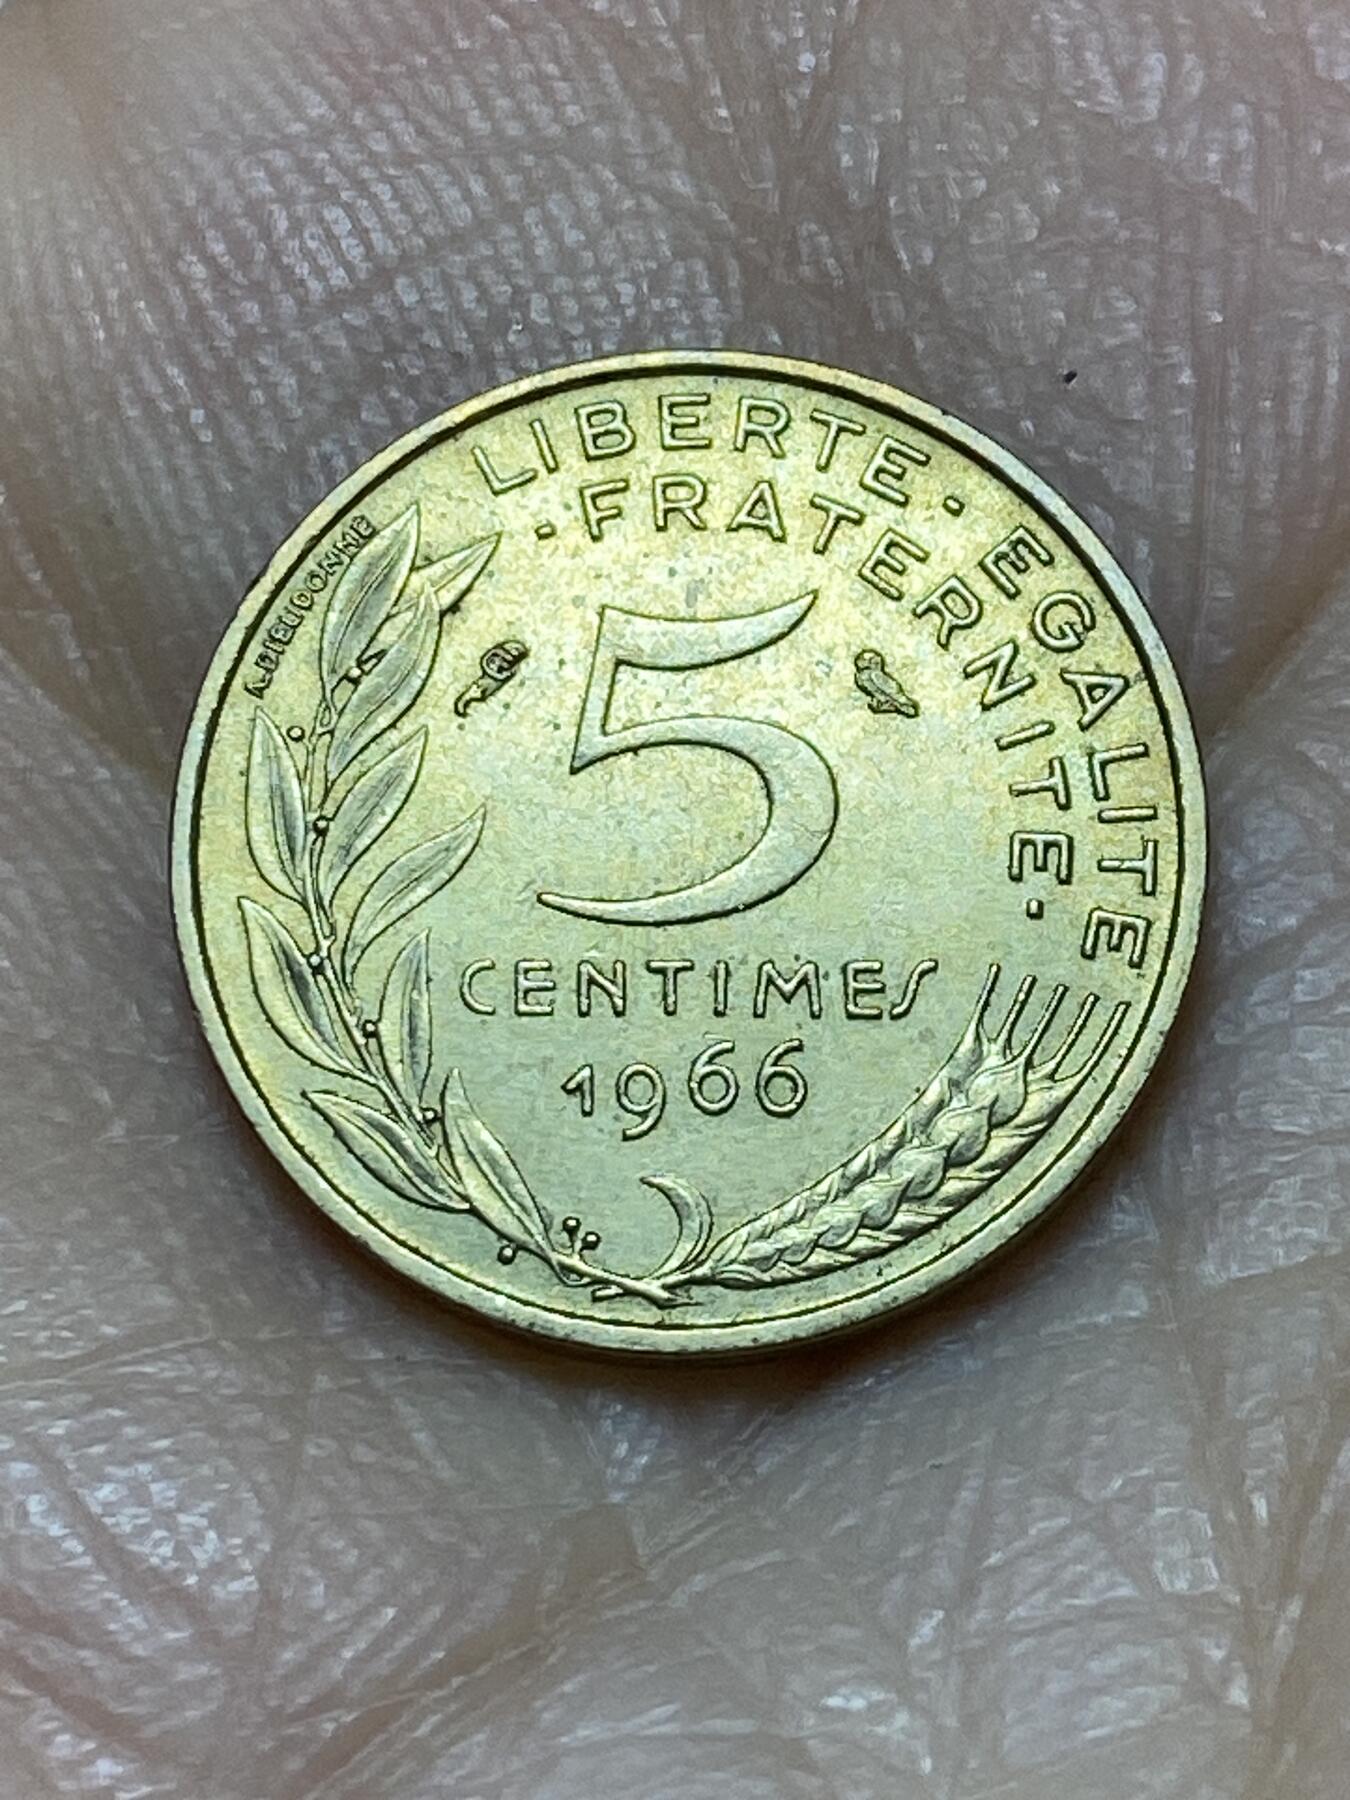 LIBERTE · EGALITE
· FRATERNITE ·
A.DIEUDONNE
5
CENTIMES
1966